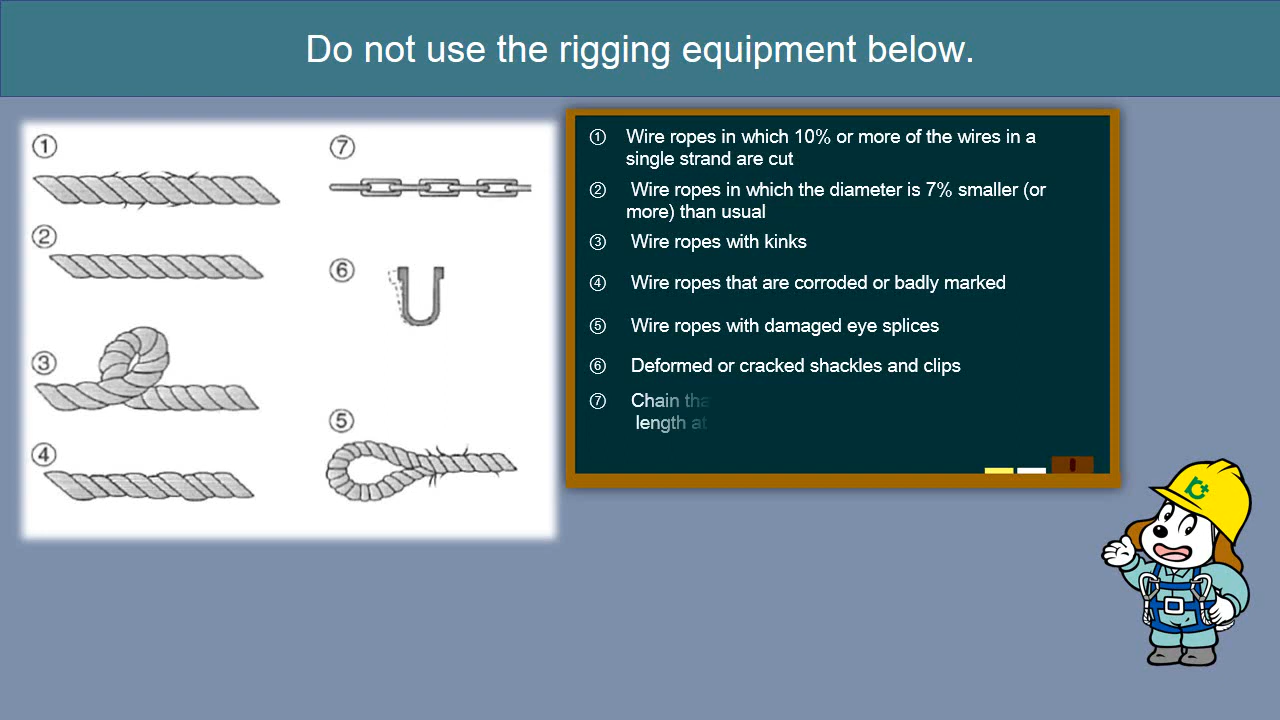 Do not use the rigging equipment below.
①
②
③
④
⑦
⑥
⑤
① Wire ropes in which 10% or more of the wires in a
single strand are cut
② Wire ropes in which the diameter is 7% smaller (or
more) than usual
③ Wire ropes with kinks
④ Wire ropes that are corroded or badly marked
⑤ Wire ropes with damaged eye splices
⑥ Deformed or cracked shackles and clips
⑦ Chain tha
length at